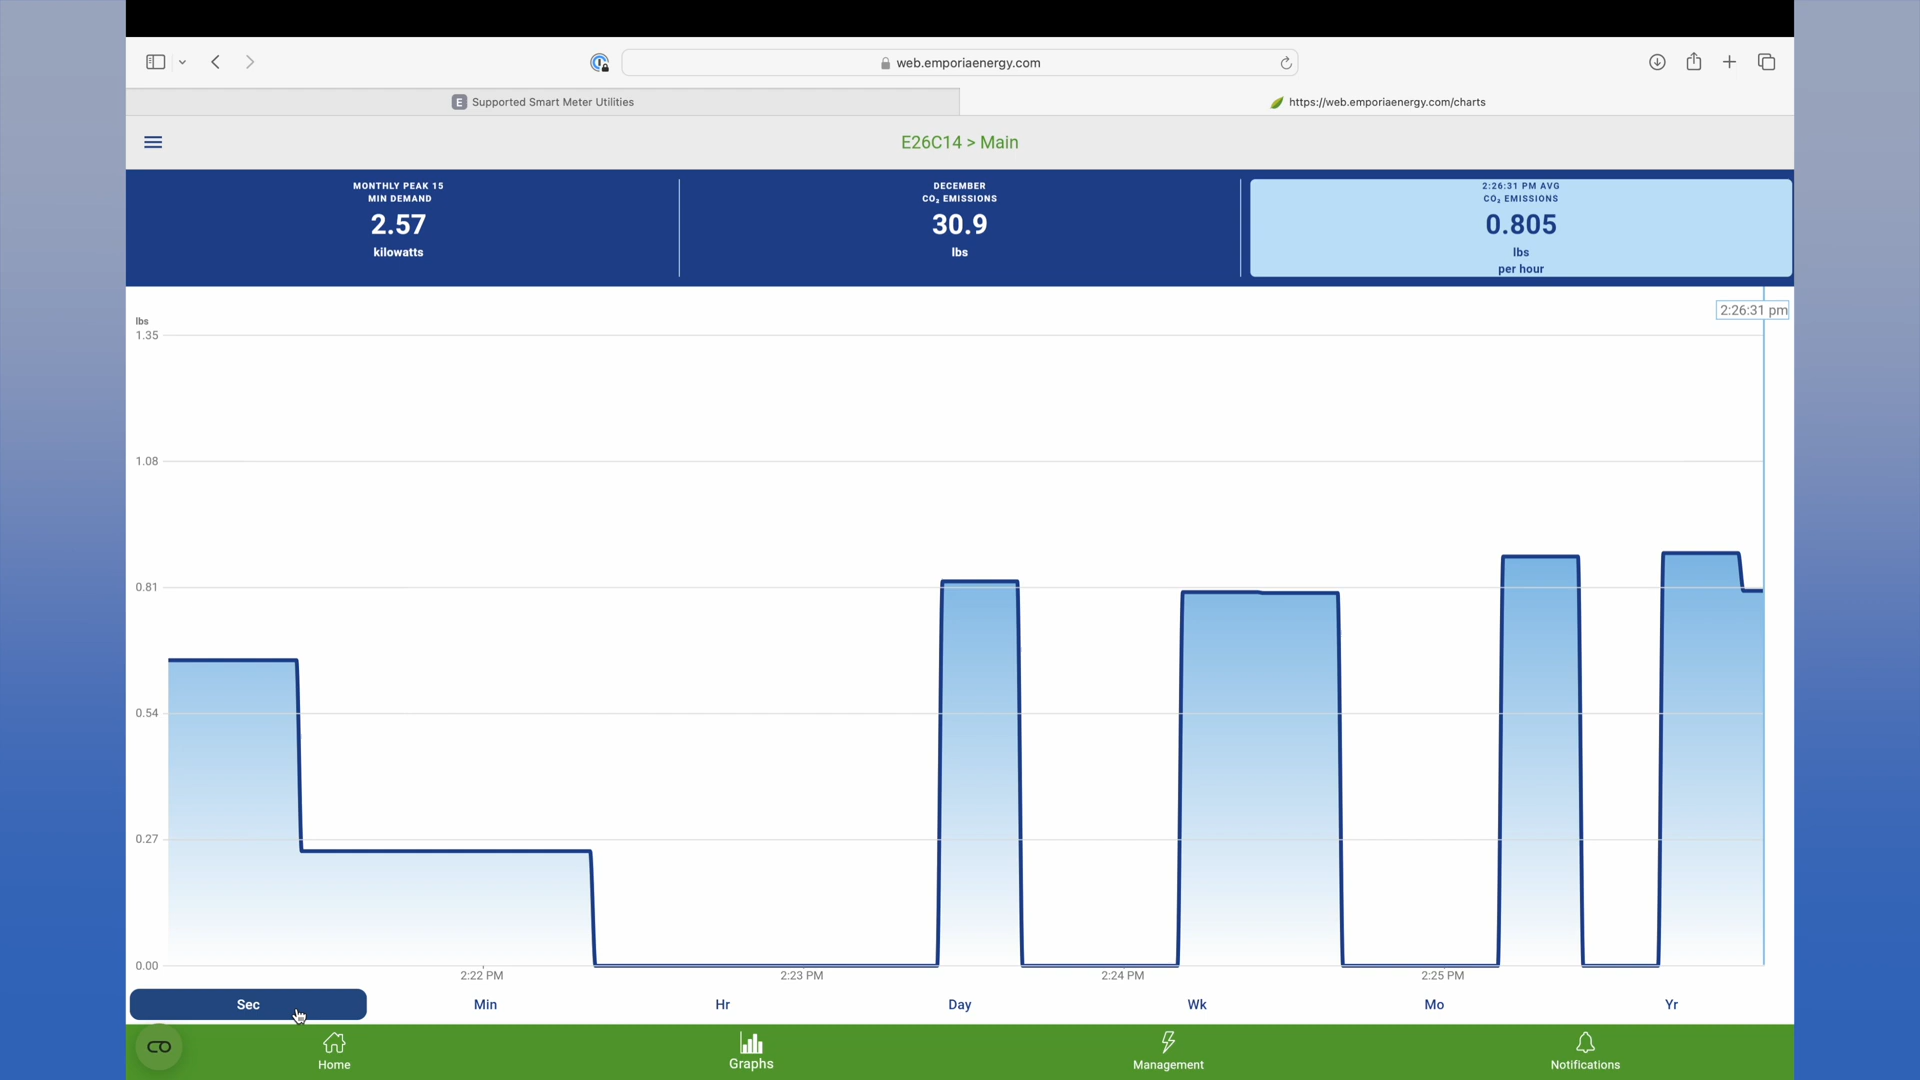 web.emporiaenergy.com
E Supported Smart Meter Utilities
https://web.emporiaenergy.com/charts
E26C14 > Main
MONTHLY PEAK 15
MIN DEMAND
2.57
kilowatts
DECEMBER
CO₂ EMISSIONS
30.9
lbs
2:26:31 PM AVG
CO₂ EMISSIONS
0.805
lbs
per hour
2:26:31 pm
lbs
1.35
1.08
0.81
0.54
0.27
0.00
2:22 PM
2:23 PM
2:24 PM
2:25 PM
Sec
Min
Hr
Day
Wk
Mo
Yr
Home
Graphs
Management
Notifications